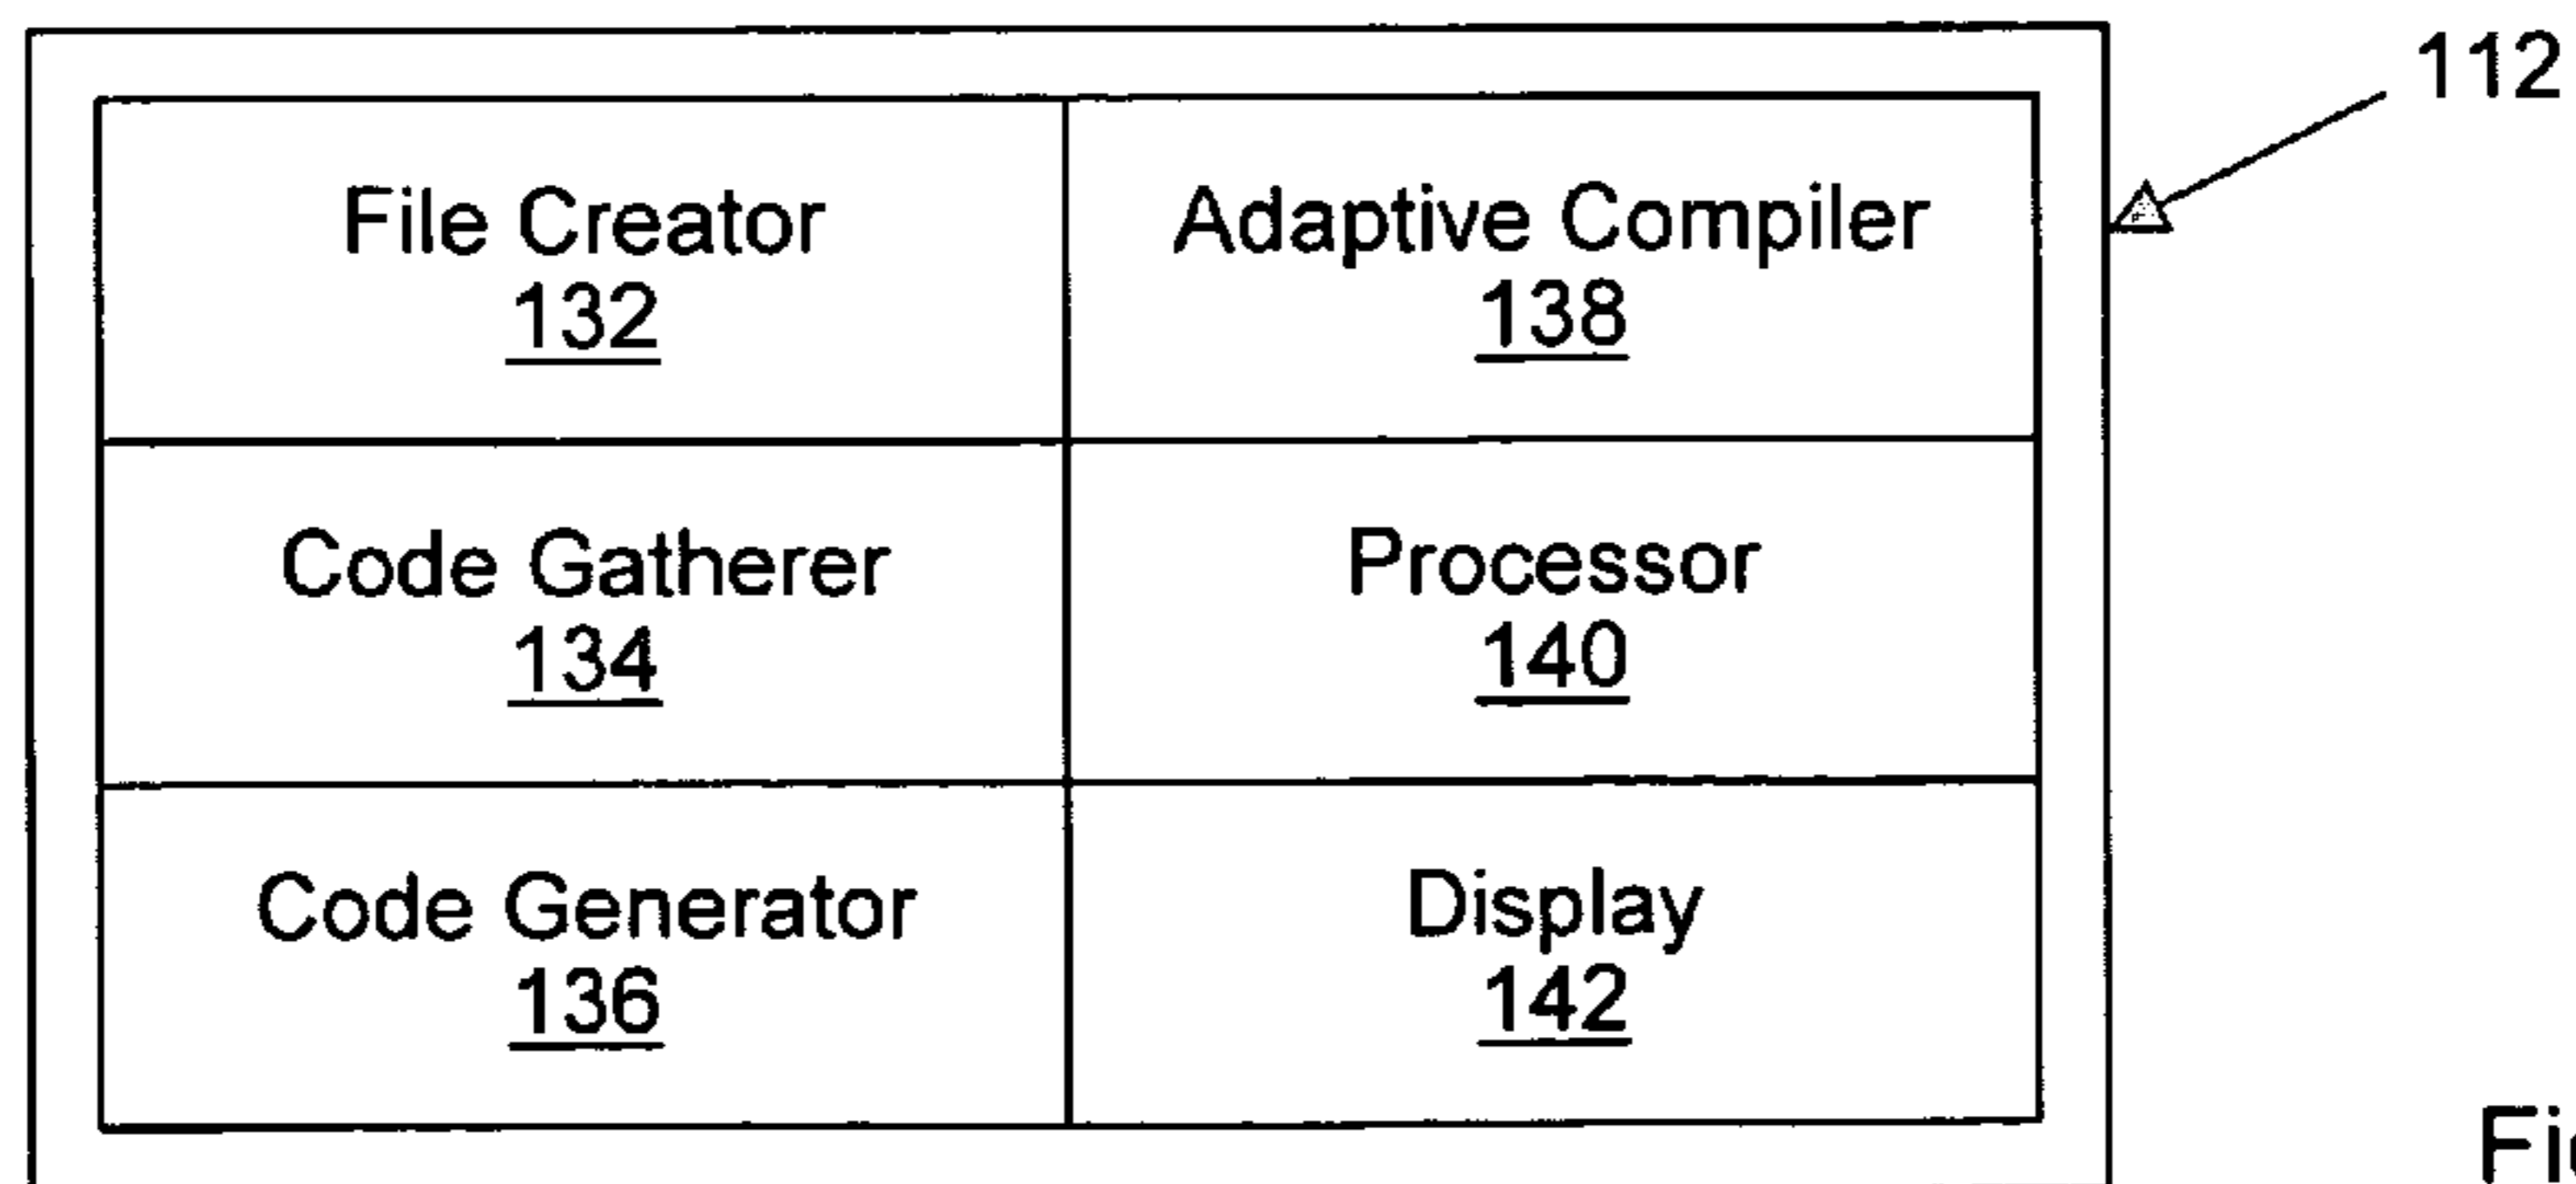 112
File Creator
132
Adaptive Compiler
138
Code Gatherer
134
Processor
140
Code Generator
136
Display
142